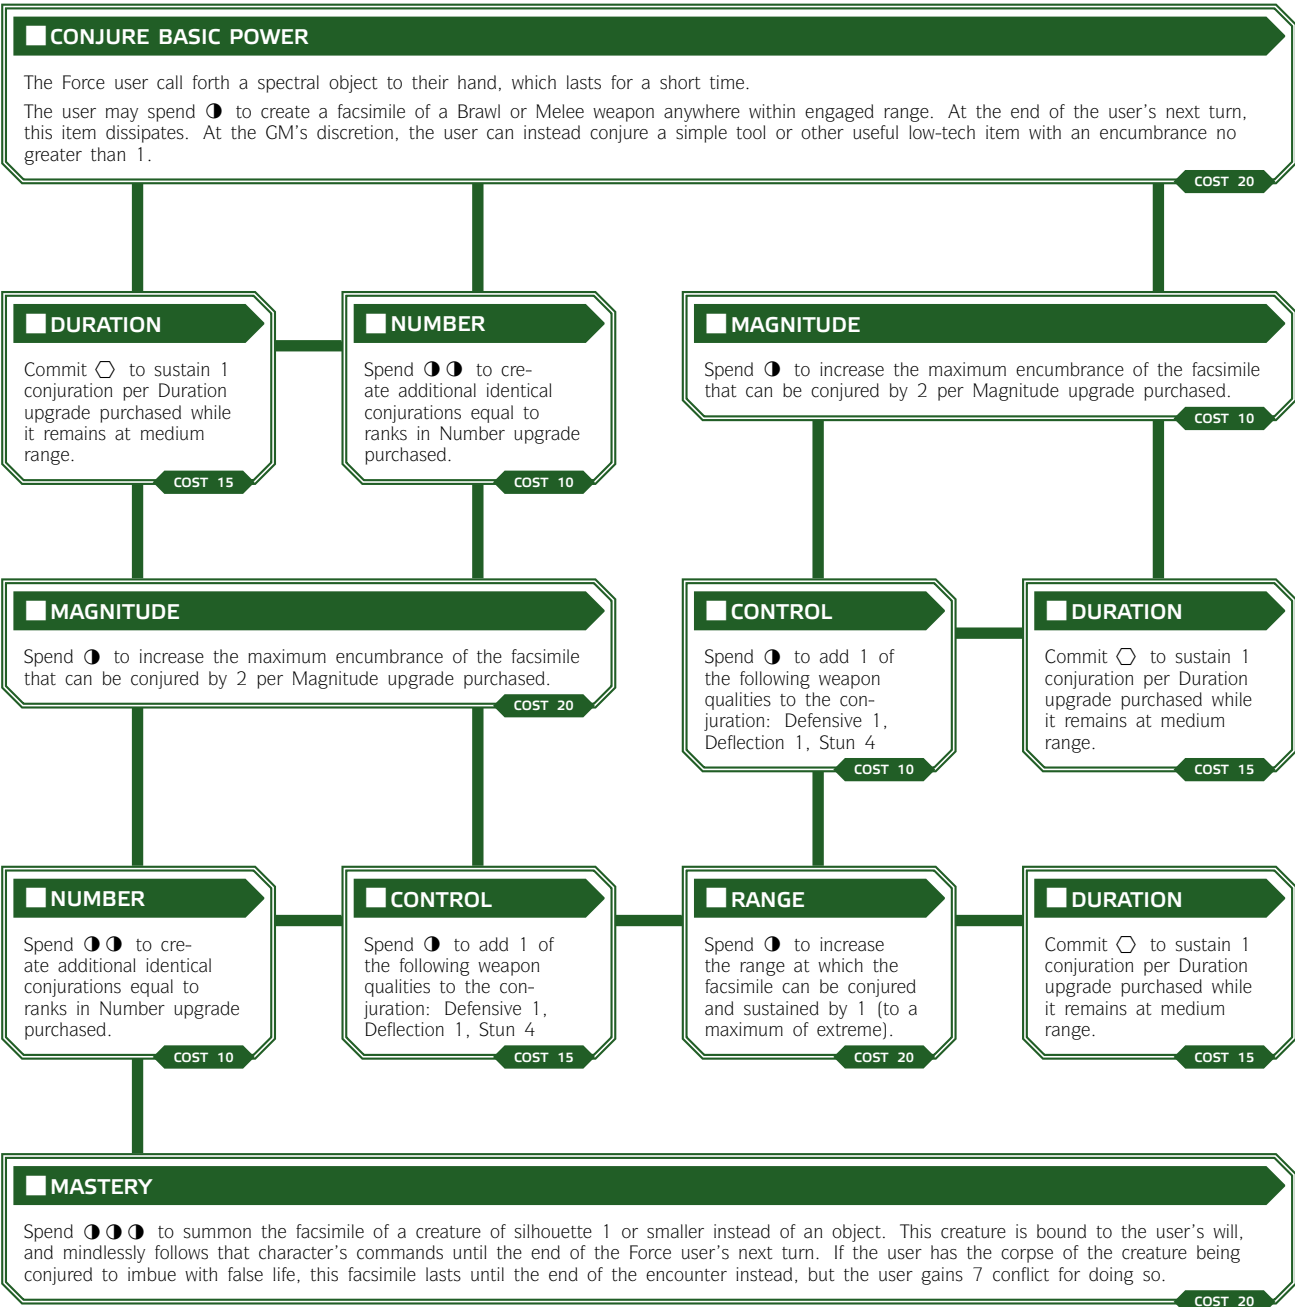 CONJURE BASIC POWER
The Force user call forth a spectral object to their hand, which lasts for a short time.
The user may spend ◑ to create a facsimile of a Brawl or Melee weapon anywhere within engaged range. At the end of the user's next turn,
this item dissipates. At the GM's discretion, the user can instead conjure a simple tool or other useful low-tech item with an encumbrance no
greater than 1.
COST 20
DURATION
Commit ⬡ to sustain 1
conjuration per Duration
upgrade purchased while
it remains at medium
range.
COST 15
NUMBER
Spend ◑◑ to cre-
ate additional identical
conjurations equal to
ranks in Number upgrade
purchased.
COST 10
MAGNITUDE
Spend ◑ to increase the maximum encumbrance of the facsimile
that can be conjured by 2 per Magnitude upgrade purchased.
COST 10
MAGNITUDE
Spend ◑ to increase the maximum encumbrance of the facsimile
that can be conjured by 2 per Magnitude upgrade purchased.
COST 20
CONTROL
Spend ◑ to add 1 of
the following weapon
qualities to the con-
juration: Defensive 1,
Deflection 1, Stun 4
COST 10
DURATION
Commit ⬡ to sustain 1
conjuration per Duration
upgrade purchased while
it remains at medium
range.
COST 15
NUMBER
Spend ◑◑ to cre-
ate additional identical
conjurations equal to
ranks in Number upgrade
purchased.
COST 10
CONTROL
Spend ◑ to add 1 of
the following weapon
qualities to the con-
juration: Defensive 1,
Deflection 1, Stun 4
COST 15
RANGE
Spend ◑ to increase
the range at which the
facsimile can be conjured
and sustained by 1 (to a
maximum of extreme).
COST 20
DURATION
Commit ⬡ to sustain 1
conjuration per Duration
upgrade purchased while
it remains at medium
range.
COST 15
MASTERY
Spend ◑◑◑ to summon the facsimile of a creature of silhouette 1 or smaller instead of an object. This creature is bound to the user's will,
and mindlessly follows that character's commands until the end of the Force user's next turn. If the user has the corpse of the creature being
conjured to imbue with false life, this facsimile lasts until the end of the encounter instead, but the user gains 7 conflict for doing so.
COST 20